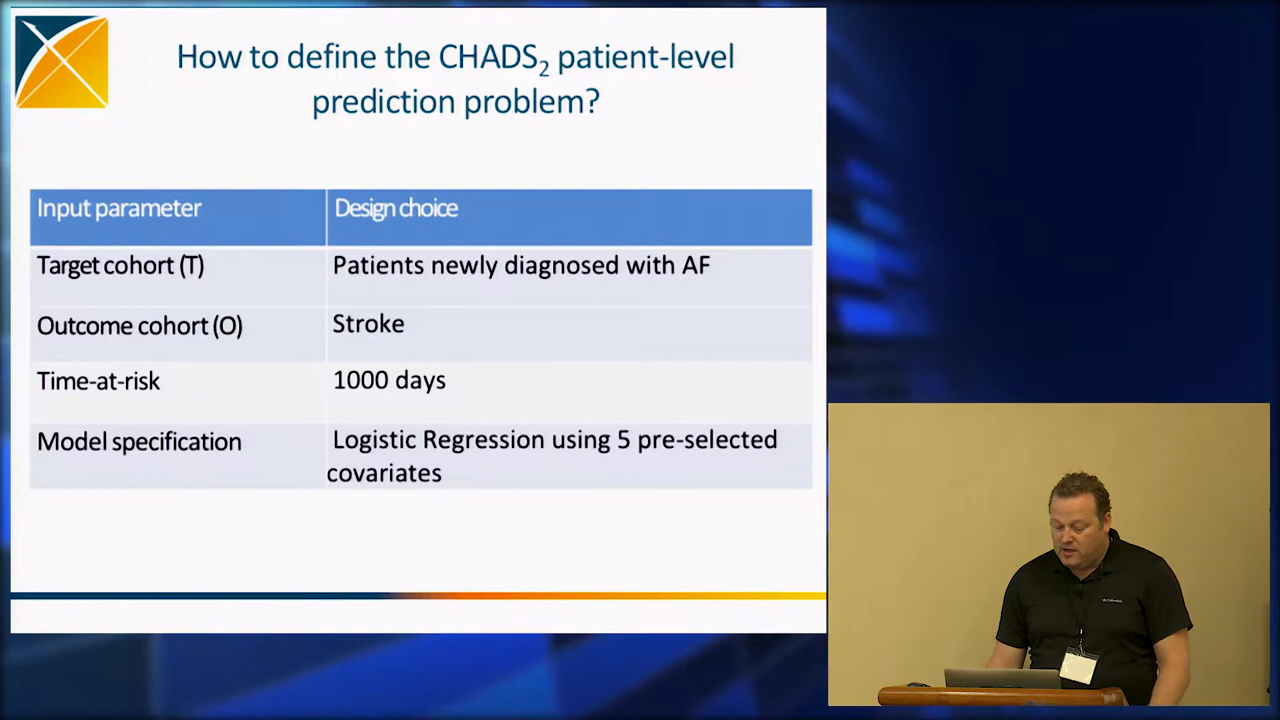 How to define the CHADS2 patient-level
prediction problem?
Input parameter
Design choice
Target cohort (T)
Patients newly diagnosed with AF
Outcome cohort (O)
Stroke
Time-at-risk
1000 days
Model specification
Logistic Regression using 5 pre-selected
covariates
Columbia